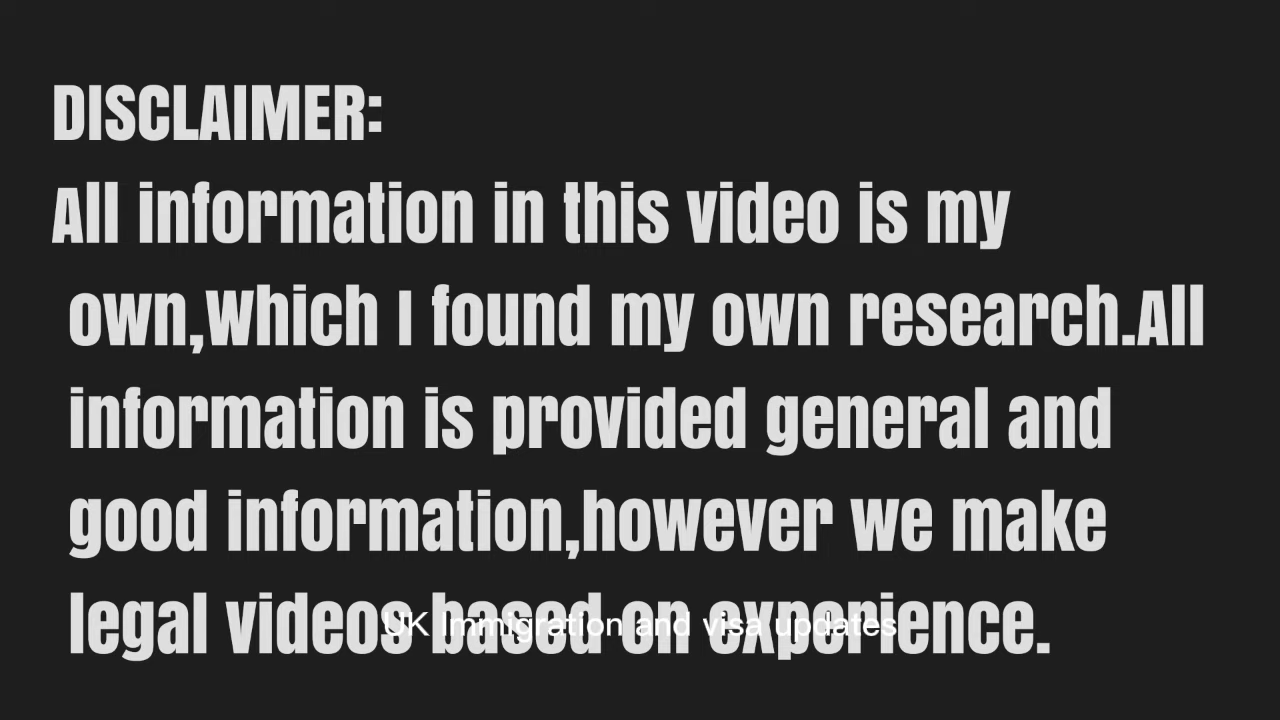 DISCLAIMER:
All information in this video is my
own,Which I found my own research.All
information is provided general and
good information,however we make
legal videos based on experience.
UK Immigration and visa updates